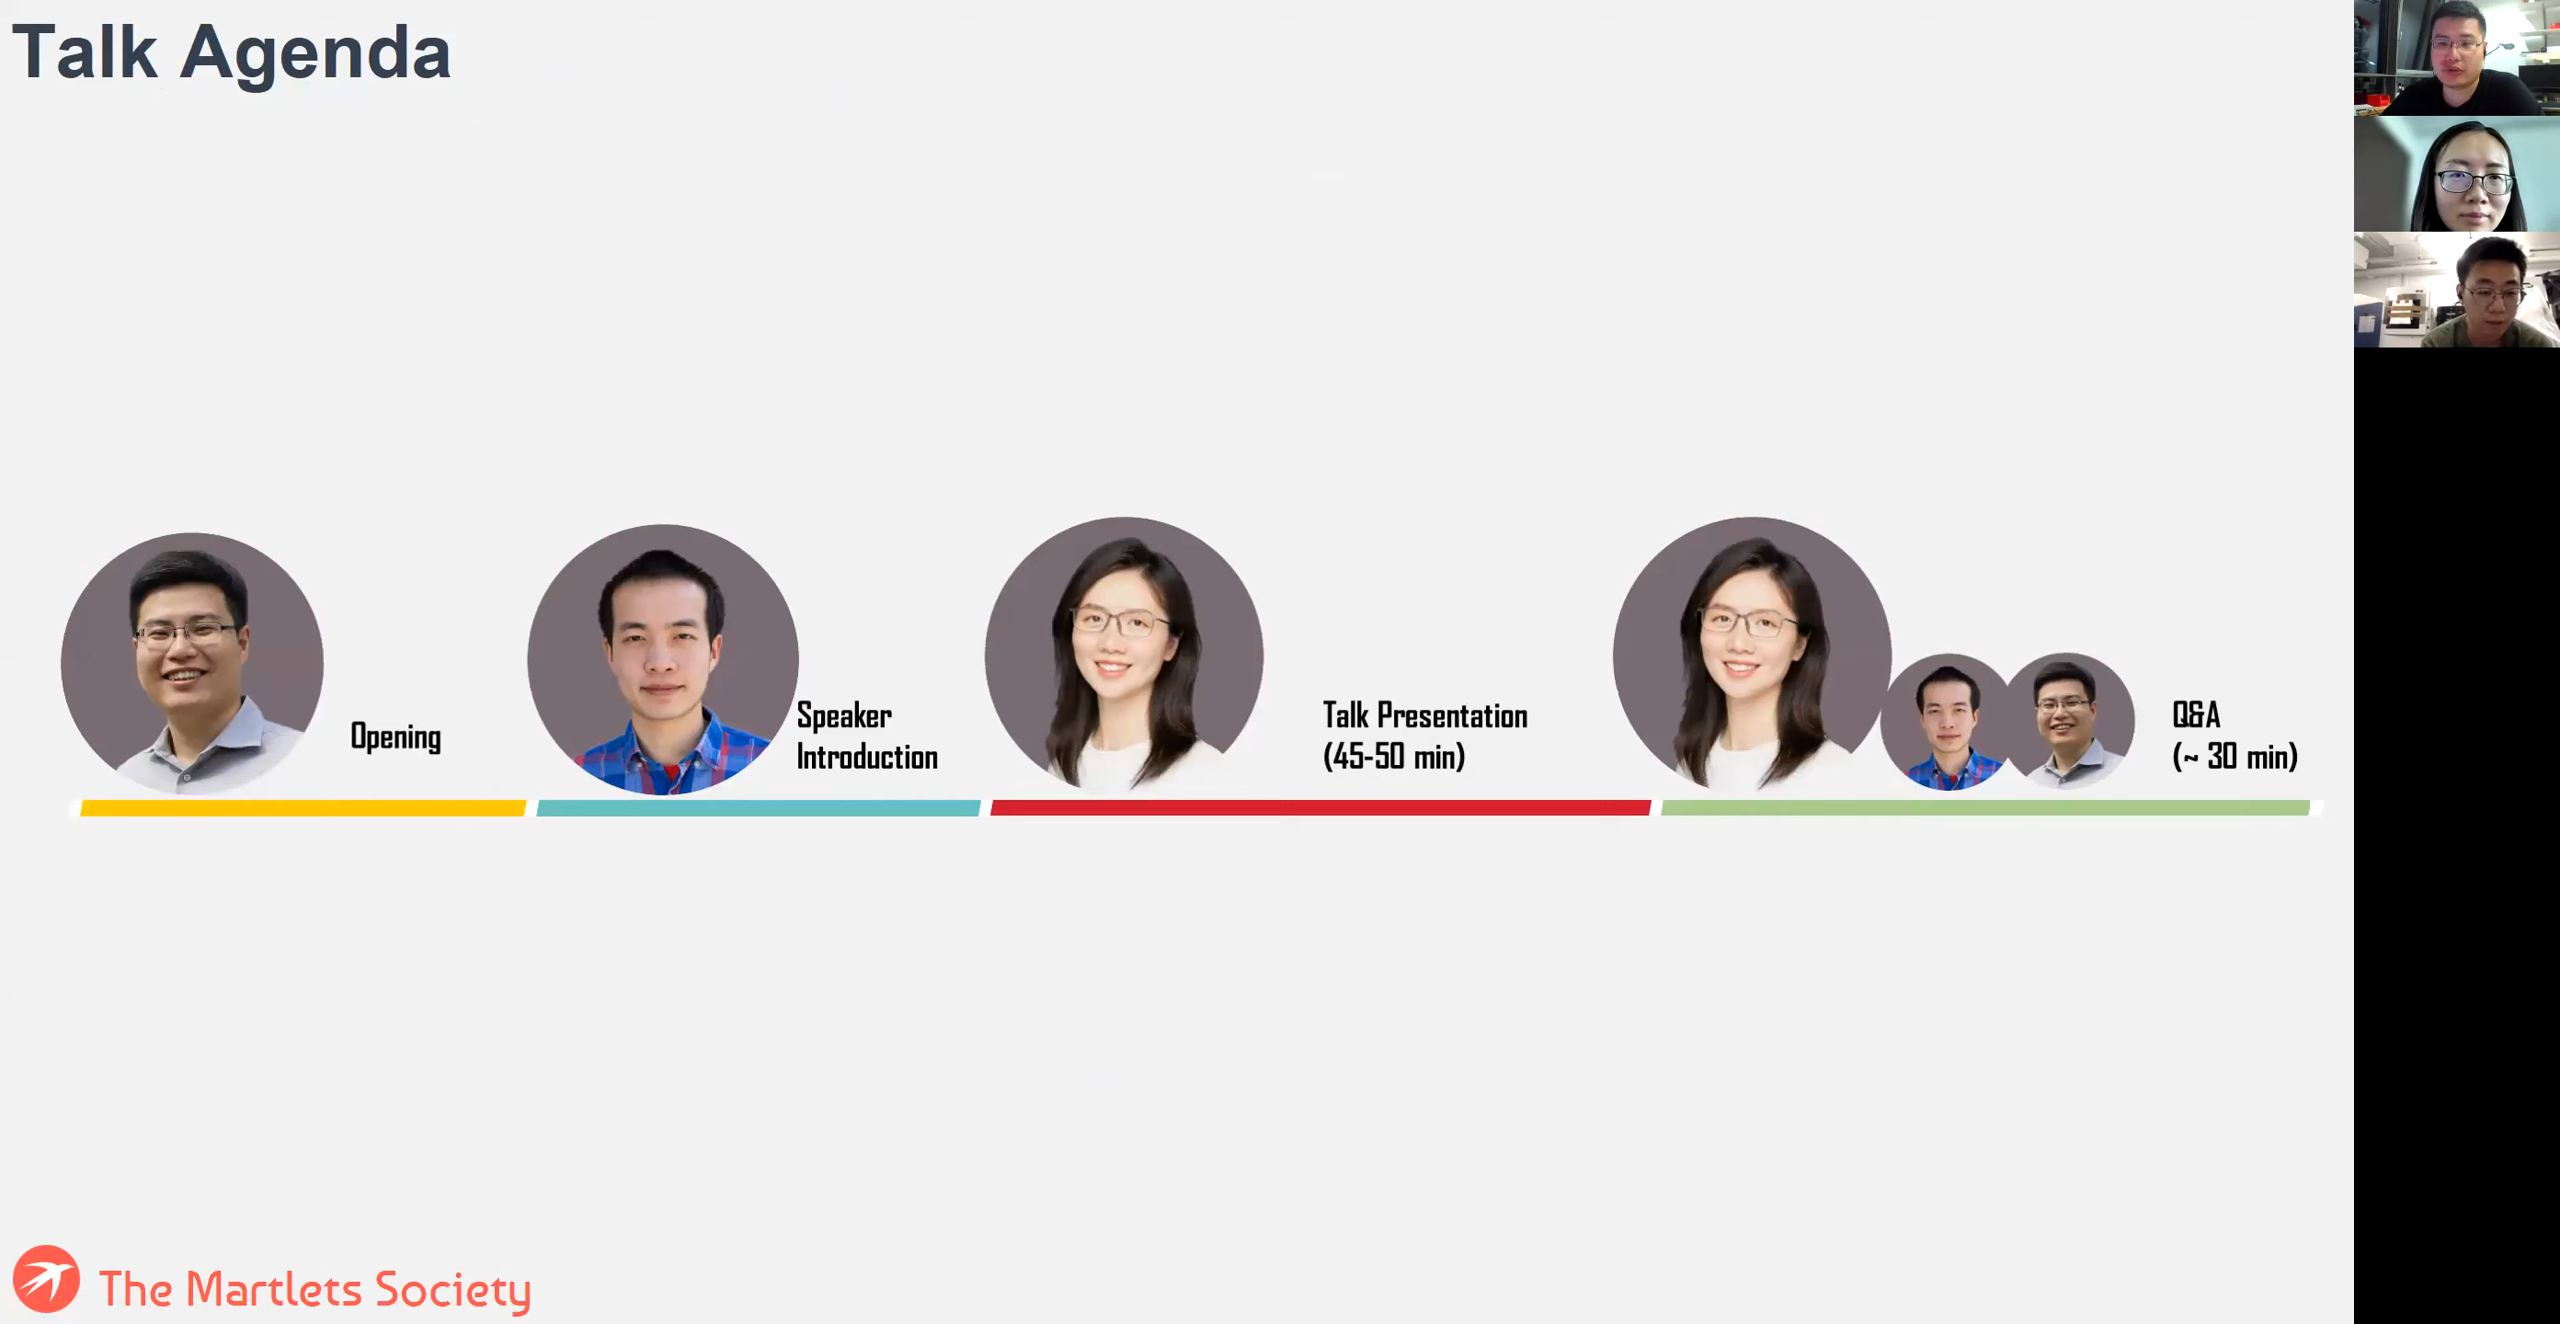 Talk Agenda
Opening
Speaker
Introduction
Talk Presentation
(45-50 min)
Q&A
(~ 30 min)
The Martlets Society